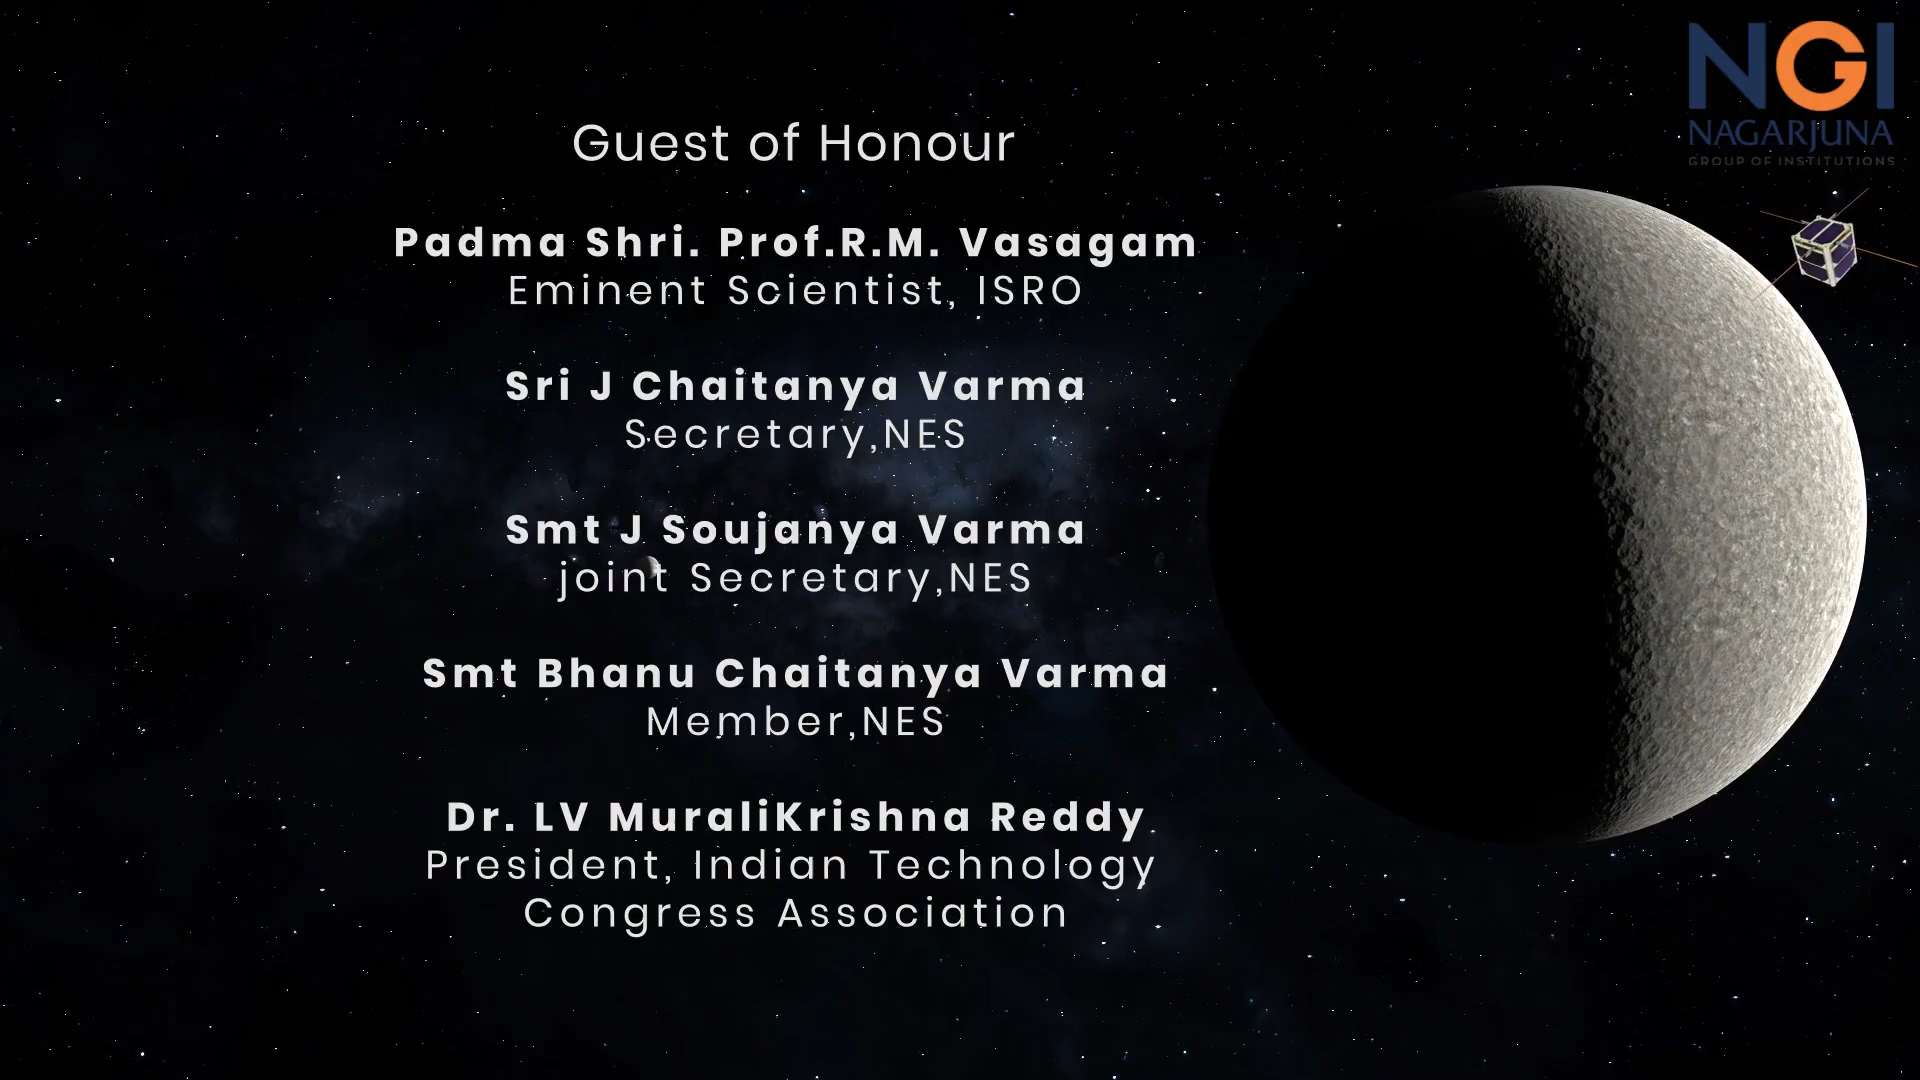 NGI
NAGARJUNA
GROUP OF INSTITUTIONS
Guest of Honour
Padma Shri. Prof.R.M. Vasagam
Eminent Scientist, ISRO
Sri J Chaitanya Varma
Secretary,NES
Smt J Soujanya Varma
joint Secretary,NES
Smt Bhanu Chaitanya Varma
Member,NES
Dr. LV MuraliKrishna Reddy
President, Indian Technology
Congress Association